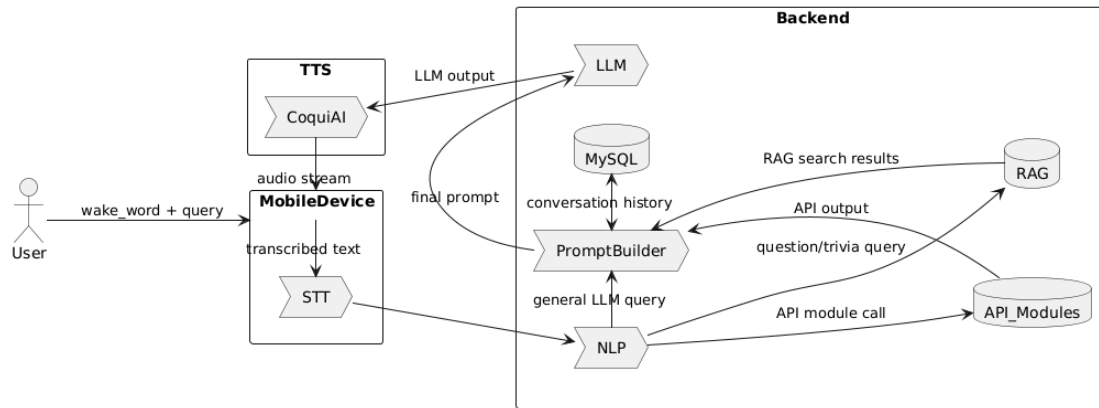 Backend
TTS
LLM output
LLM
CoquiAI
MySQL
RAG search results
RAG
audio stream
MobileDevice
final prompt
conversation history
wake_word + query
API output
User
transcribed text
PromptBuilder
question/trivia query
STT
general LLM query
API module call
API_Modules
NLP